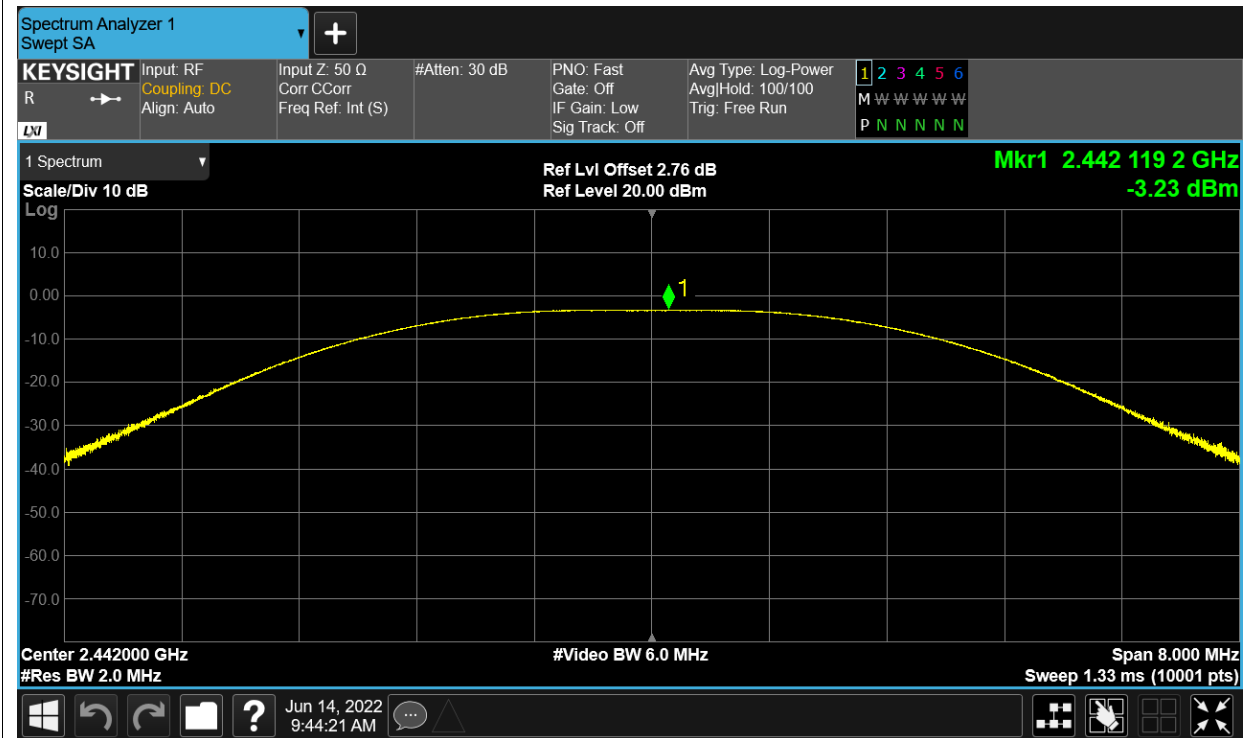 Spectrum Analyzer 1
Swept SA
KEYSIGHT
R
LXI
Input: RF
Coupling: DC
Align: Auto
Input Z: 50 Ω
Corr CCorr
Freq Ref: Int (S)
#Atten: 30 dB
PNO: Fast
Gate: Off
IF Gain: Low
Sig Track: Off
Avg Type: Log-Power
Avg|Hold: 100/100
Trig: Free Run
1 2 3 4 5 6
M W W W W W
P N N N N N
1 Spectrum
Scale/Div 10 dB
Ref Lvl Offset 2.76 dB
Ref Level 20.00 dBm
Mkr1 2.442 119 2 GHz
-3.23 dBm
Log
10.0
0.00
-10.0
-20.0
-30.0
-40.0
-50.0
-60.0
-70.0
1
Center 2.442000 GHz
#Video BW 6.0 MHz
Span 8.000 MHz
#Res BW 2.0 MHz
Sweep 1.33 ms (10001 pts)
?
Jun 14, 2022
9:44:21 AM